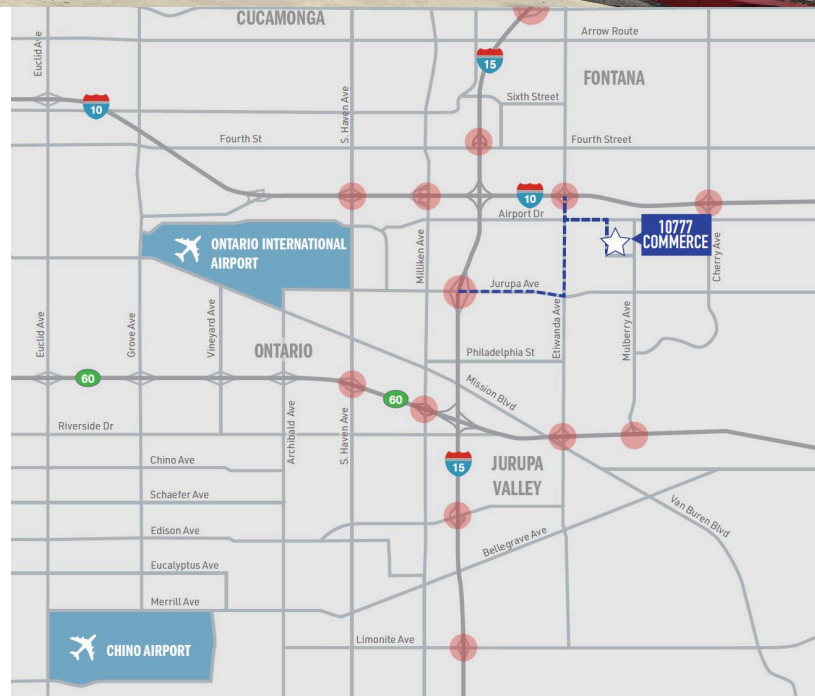 CUCAMONGA
Arrow Route
Euclid Ave
15
FONTANA
10
Sixth Street
S. Haven Ave
Fourth St
Fourth Street
10
Airport Dr
10777
COMMERCE
ONTARIO INTERNATIONAL
AIRPORT
Milliken Ave
Cherry Ave
Jurupa Ave
Euclid Ave
Grove Ave
Vineyard Ave
Etiwanda Ave
Mulberry Ave
ONTARIO
Philadelphia St
60
Mission Blvd
60
Riverside Dr
Archibald Ave
S. Haven Ave
Chino Ave
15
JURUPA
VALLEY
Schaefer Ave
Van Buren Blvd
Edison Ave
Bellegrave Ave
Eucalyptus Ave
Merrill Ave
CHINO AIRPORT
Limonite Ave